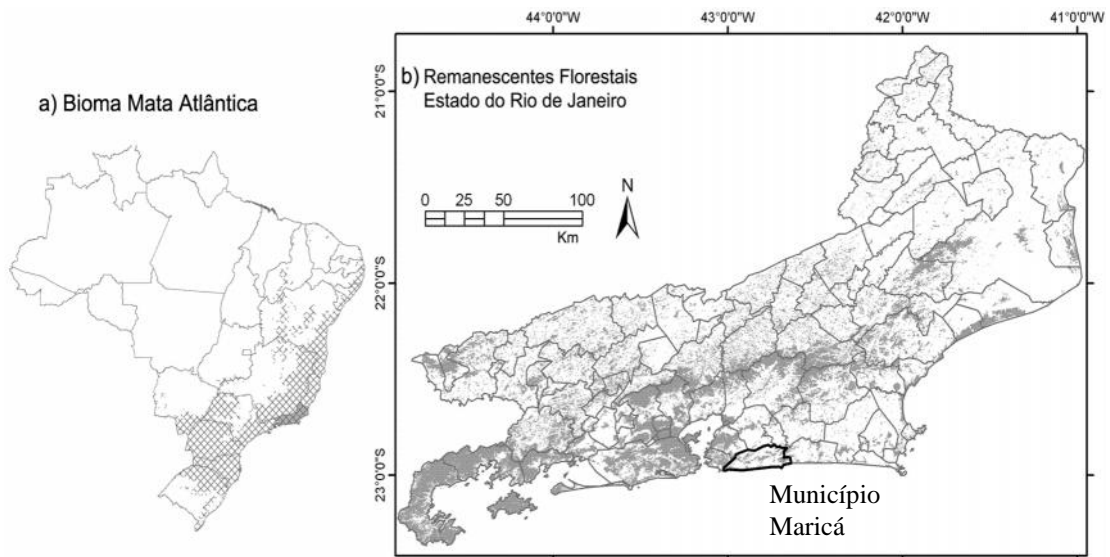 44°0'0"W
43°0'0"W
42°0'0"W
41°0'0"W
a) Bioma Mata Atlântica
b) Remanescentes Florestais
Estado do Rio de Janeiro
21°0'0"S
22°0'0"S
23°0'0"S
0 25 50 100
Km
N
Município
Maricá